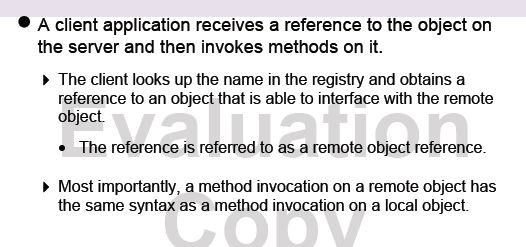 ● A client application receives a reference to the object on
the server and then invokes methods on it.
The client looks up the name in the registry and obtains a
reference to an object that is able to interface with the remote
object.
Evaluation
• The reference is referred to as a remote object reference.
Most importantly, a method invocation on a remote object has
the same syntax as a method invocation on a local object.
Copy